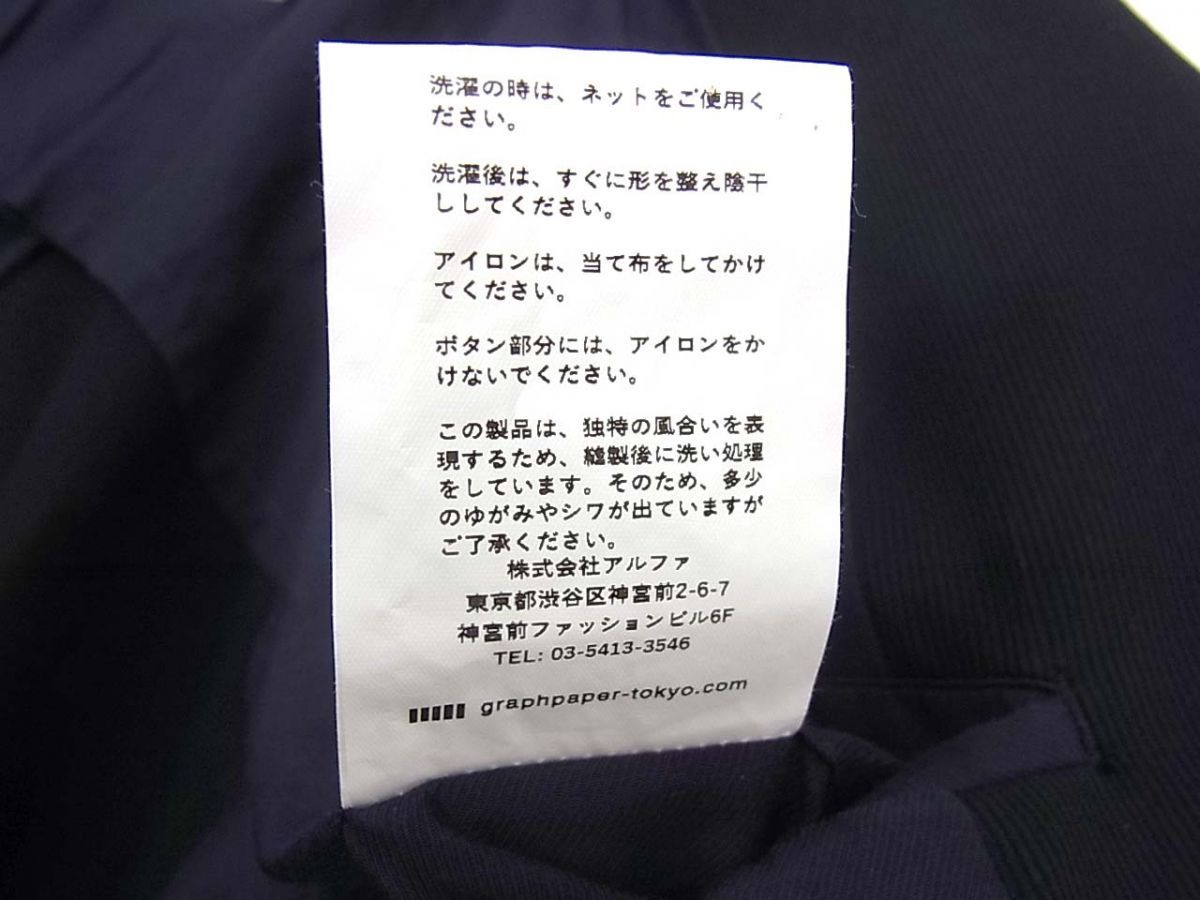 洗濯の時は、ネットをご使用く
ださい。
洗濯後は、すぐに形を整え陰干
ししてください。
アイロンは、当て布をしてかけ
てください。
ボタン部分には、アイロンをか
けないでください。
この製品は、独特の風合いを表
現するため、縫製後に洗い処理
をしています。そのため、多少
のゆがみやシワが出ていますが
ご了承ください。
株式会社アルファ
東京都渋谷区神宮前2-6-7
神宮前ファッションビル6F
TEL: 03-5413-3546
graphpaper-tokyo.com